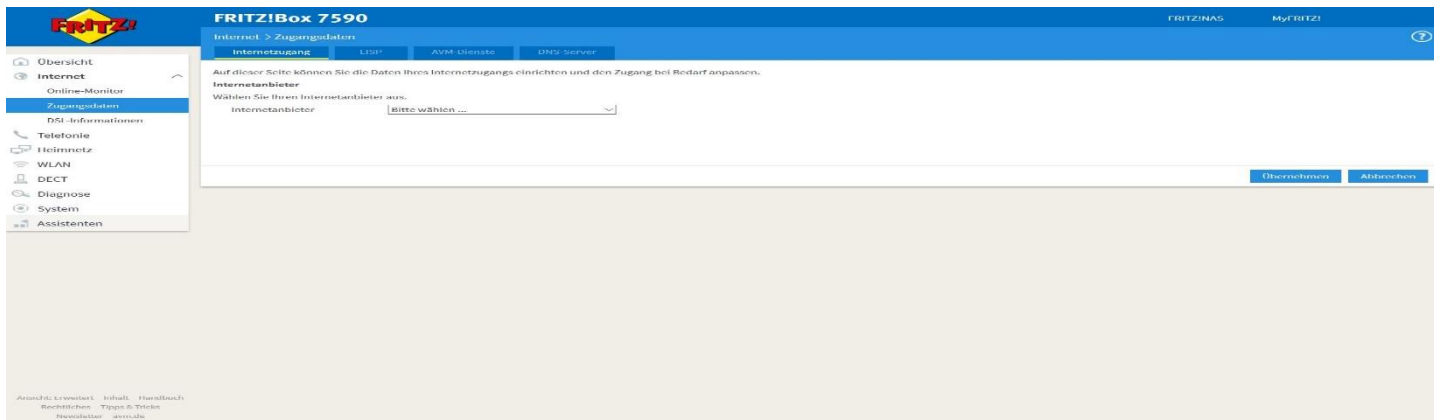 FRITZ!
FRITZ!Box 7590
FRITZ!NAS
MyFRITZ!
Internet > Zugangsdaten
Internetzugang
LISP
AVM-Dienste
DNS-Server
Übersicht
Internet
Online-Monitor
Zugangsdaten
DSL-Informationen
Telefonie
Heimnetz
WLAN
DECT
Diagnose
System
Assistenten
Auf dieser Seite können Sie die Daten Ihres Internetzugangs einrichten und den Zugang bei Bedarf anpassen.
Internetanbieter
Wählen Sie Ihren Internetanbieter aus.
Internetanbieter
Bitte wählen ...
Übernehmen
Abbrechen
Ansicht: Erweitert Inhalt Handbuch
Rechtliches Tipps & Tricks
Newsletter avm.de